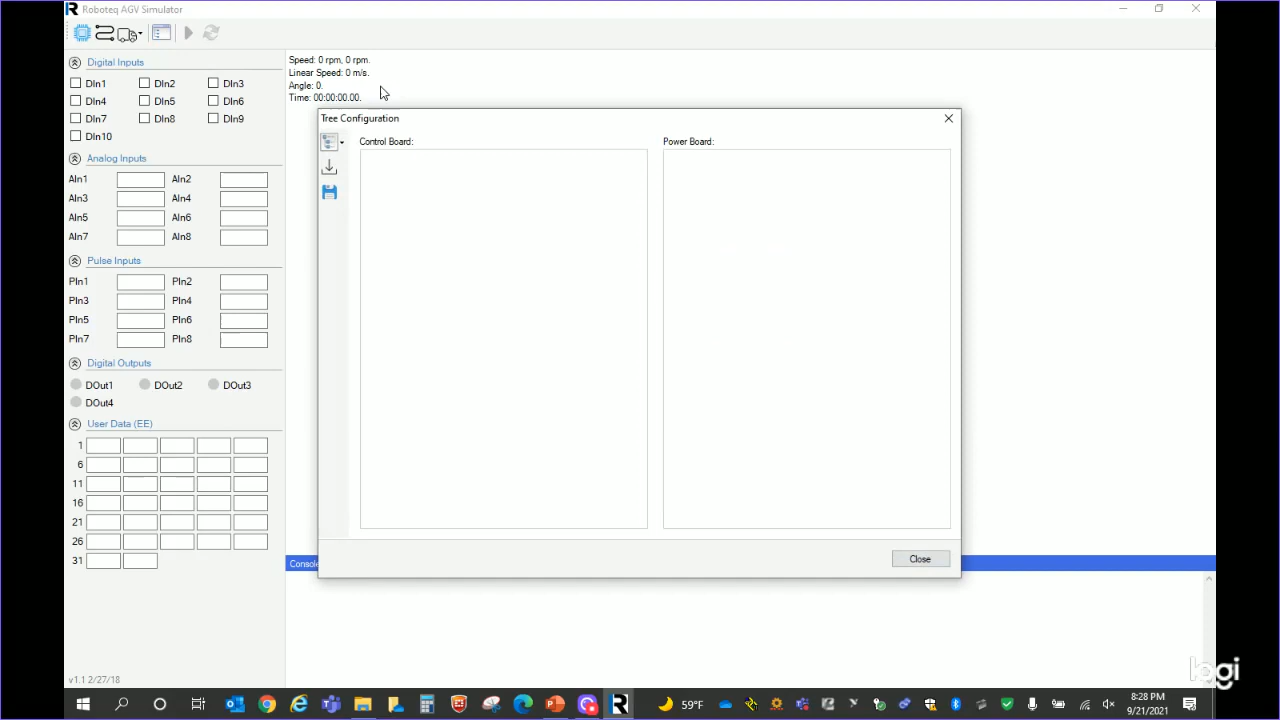 Roboteq AGV Simulator
Digital Inputs
DIn1 DIn2 DIn3
DIn4 DIn5 DIn6
DIn7 DIn8 DIn9
DIn10
Analog Inputs
AIn1 AIn2
AIn3 AIn4
AIn5 AIn6
AIn7 AIn8
Pulse Inputs
PIn1 PIn2
PIn3 PIn4
PIn5 PIn6
PIn7 PIn8
Digital Outputs
DOut1 DOut2 DOut3
DOut4
User Data (EE)
1
6
11
16
21
26
31
v1.1 2/27/18
Speed: 0 rpm, 0 rpm.
Linear Speed: 0 m/s.
Angle: 0.
Time: 00:00:00.00.
Tree Configuration
Control Board: Power Board:
Close
Console
logi
59°F
8:28 PM
9/21/2021